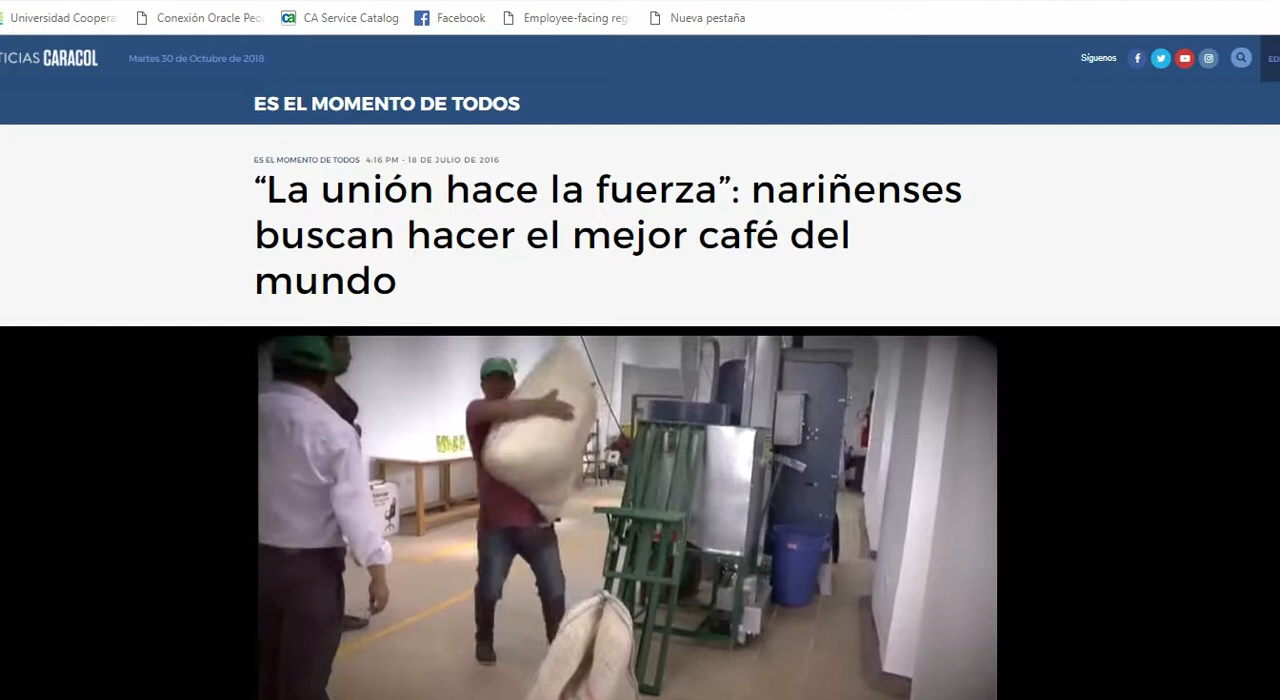 Universidad Coopera Conexión Oracle Peo CA Service Catalog Facebook Employee-facing reg Nueva pestaña
TICIAS CARACOL Martes 30 de Octubre de 2018 Síguenos ED
ES EL MOMENTO DE TODOS
ES EL MOMENTO DE TODOS 4:16 PM - 18 DE JULIO DE 2016
“La unión hace la fuerza”: nariñenses
buscan hacer el mejor café del
mundo